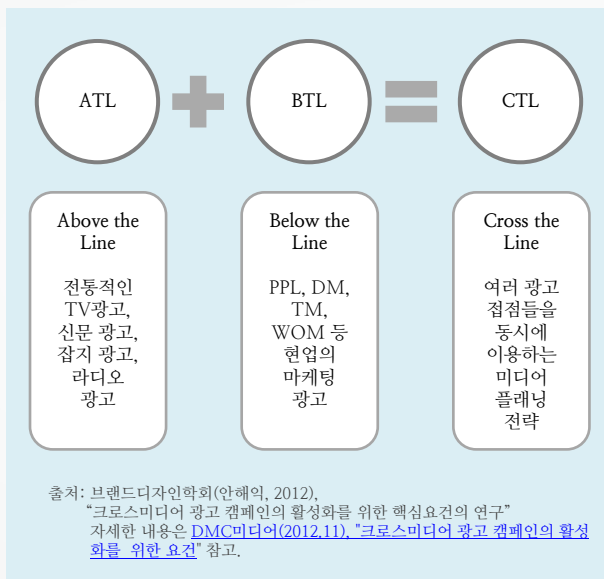 ATL
BTL
CTL
Above the
Line
전통적인
TV광고,
신문 광고,
잡지 광고,
라디오
광고
Below the
Line
PPL, DM,
TM,
WOM 등
현업의
마케팅
광고
Cross the
Line
여러 광고
접점들을
동시에
이용하는
미디어
플래닝
전략
출처: 브랜드디자인학회(안해익, 2012),
“크로스미디어 광고 캠페인의 활성화를 위한 핵심요건의 연구”
자세한 내용은 DMC미디어(2012.11), "크로스미디어 광고 캠페인의 활성
화를 위한 요건" 참고.